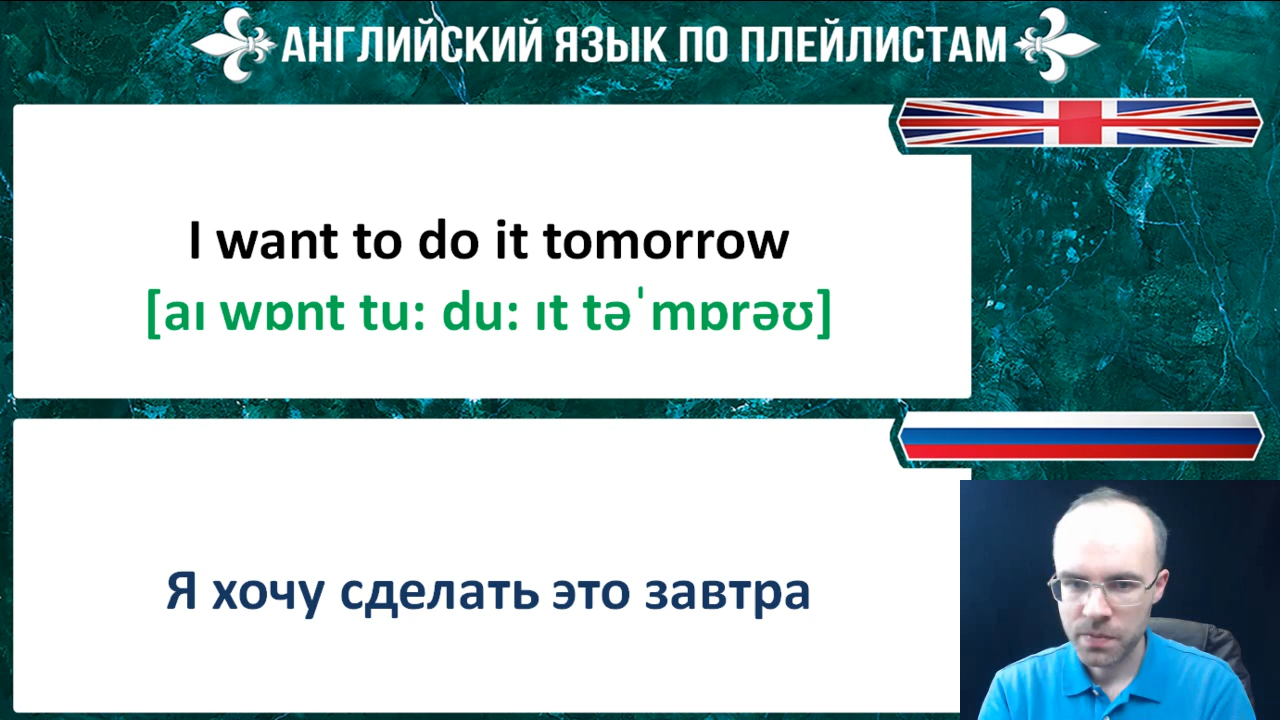 АНГЛИЙСКИЙ ЯЗЫК ПО ПЛЕЙЛИСТАМ
I want to do it tomorrow
[aɪ wɒnt tu: du: ɪt təˈmɒrəʊ]
Я хочу сделать это завтра